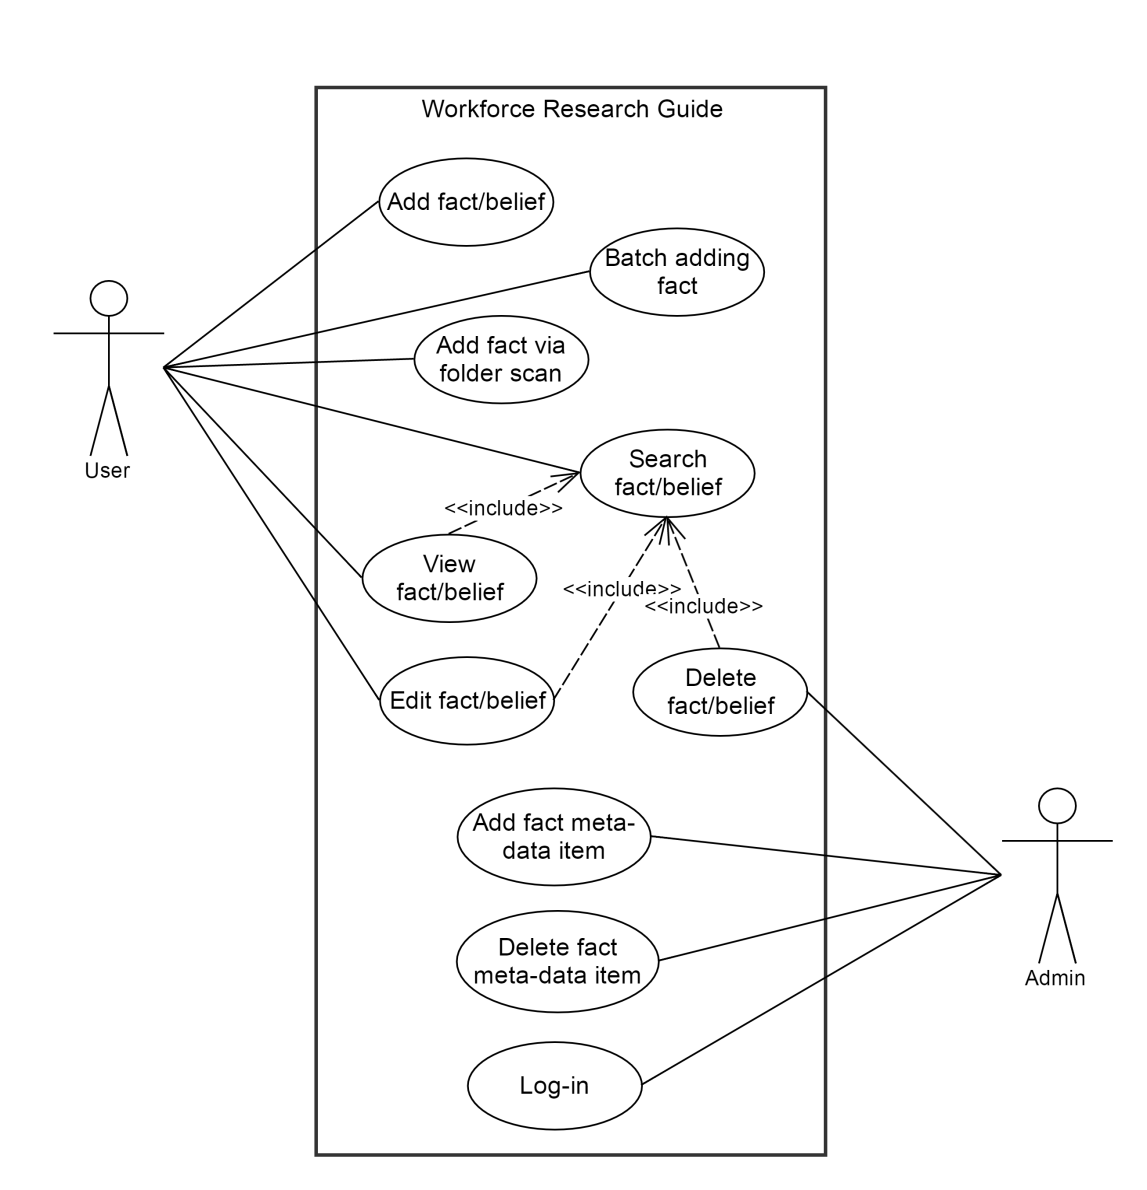 Workforce Research Guide
Add fact/belief
Batch adding
fact
Add fact via
folder scan
User
Search
fact/belief
<<include>>
View
fact/belief
<<include>>
<<include>>
Edit fact/belief
Delete
fact/belief
Add fact meta-
data item
Delete fact
meta-data item
Admin
Log-in